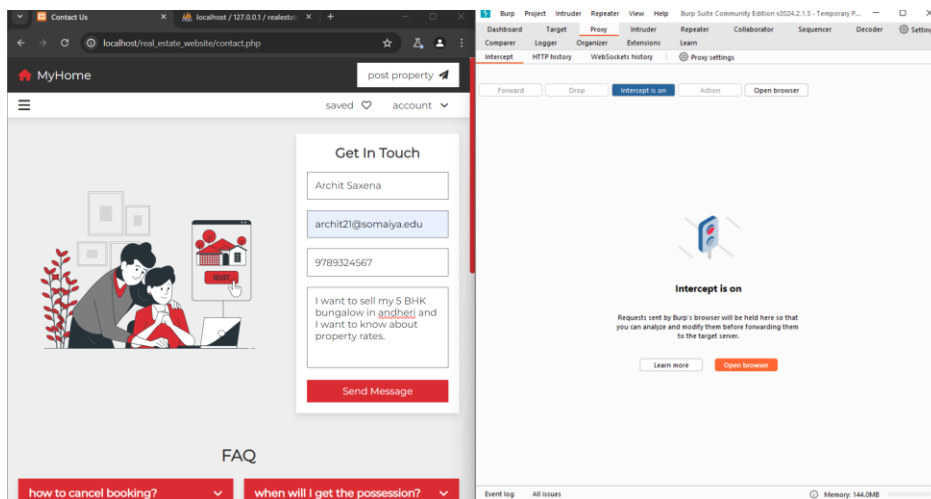 Contact Us
localhost / 127.0.0.1 / realesta
localhost/real_estate_website/contact.php
MyHome
post property
saved
account
Get In Touch
Archit Saxena
archit21@somaiya.edu
9789324567
I want to sell my 5 BHK
bungalow in andheri and
I want to know about
property rates.
Send Message
SELECT
FAQ
how to cancel booking?
when will I get the possession?
Burp Project Intruder Repeater View Help Burp Suite Community Edition v2024.2.1.5 - Temporary P...
Dashboard Target Proxy Intruder Repeater Collaborator Sequencer Decoder Setting
Comparer Logger Organizer Extensions Learn
Intercept HTTP history WebSockets history Proxy settings
Forward Drop Intercept is on Action Open browser
Intercept is on
Requests sent by Burp's browser will be held here so that
you can analyze and modify them before forwarding them
to the target server.
Learn more Open browser
Event log All issues Memory: 144.0MB